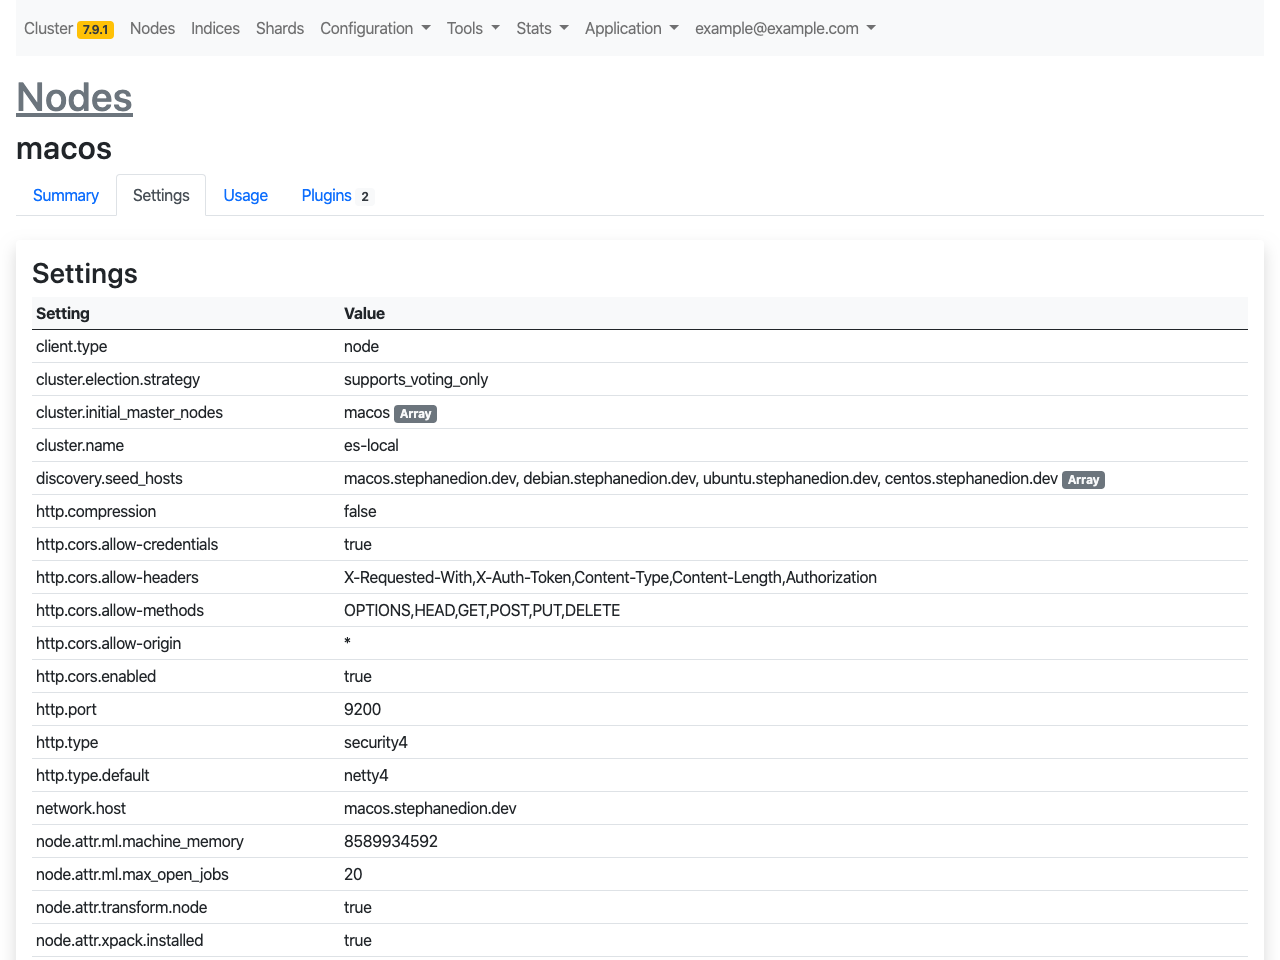 Cluster 7.9.1 Nodes Indices Shards Configuration Tools Stats Application example@example.com
Nodes
macos
Summary Settings Usage Plugins 2
Settings
Setting Value
client.type node
cluster.election.strategy supports_voting_only
cluster.initial_master_nodes macos Array
cluster.name es-local
discovery.seed_hosts macos.stephanedion.dev, debian.stephanedion.dev, ubuntu.stephanedion.dev, centos.stephanedion.dev Array
http.compression false
http.cors.allow-credentials true
http.cors.allow-headers X-Requested-With,X-Auth-Token,Content-Type,Content-Length,Authorization
http.cors.allow-methods OPTIONS,HEAD,GET,POST,PUT,DELETE
http.cors.allow-origin *
http.cors.enabled true
http.port 9200
http.type security4
http.type.default netty4
network.host macos.stephanedion.dev
node.attr.ml.machine_memory 8589934592
node.attr.ml.max_open_jobs 20
node.attr.transform.node true
node.attr.xpack.installed true